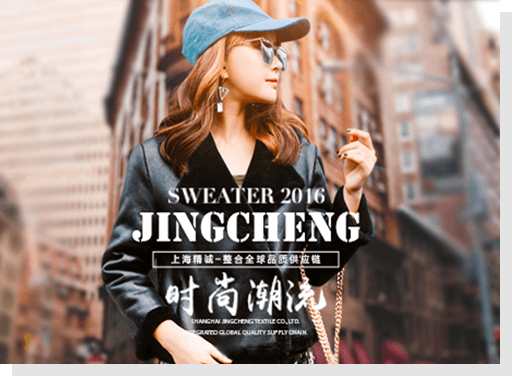 SWEATER 2016
JINGCHENG
上海精诚-整合全球品质供应链
时尚潮流
SHANGHAI JINGCHENG TEXTILE CO., LTD.
GLOBAL QUALITY SUPPLY CHAIN